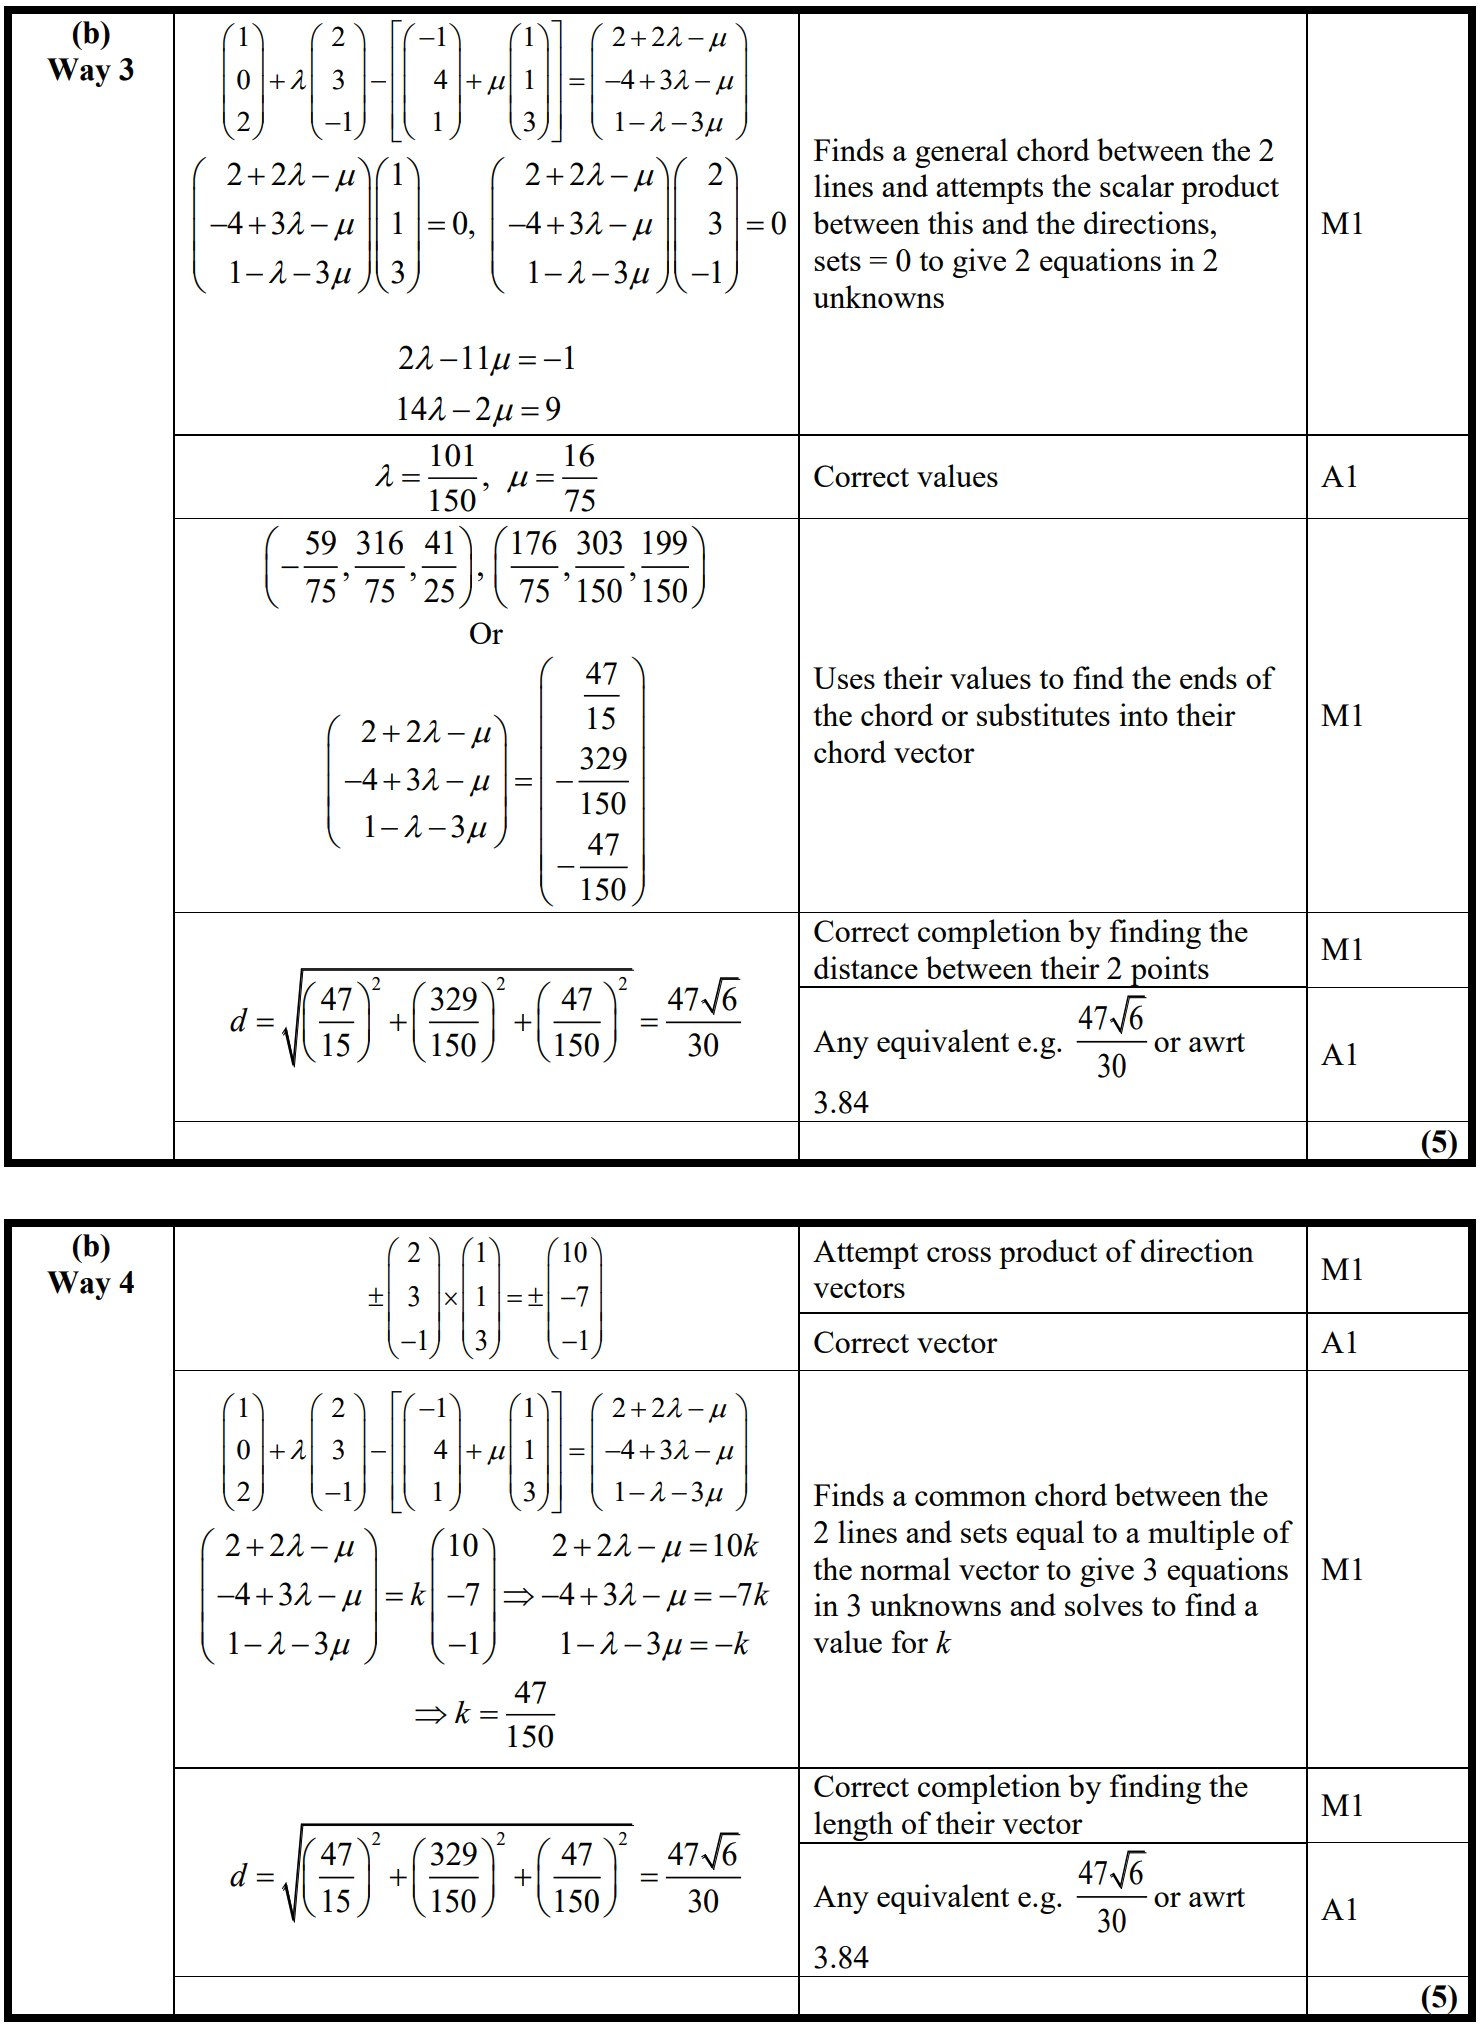 (b)
Way 3
(1 0 2) + λ(2 3 −1) − [(−1 4 1) + μ(1 1 3)] = (2+2λ−μ −4+3λ−μ 1−λ−3μ)
(2+2λ−μ −4+3λ−μ 1−λ−3μ)(1 1 3) = 0, (2+2λ−μ −4+3λ−μ 1−λ−3μ)(2 3 −1) = 0
2λ−11μ = −1
14λ−2μ = 9
Finds a general chord between the 2
lines and attempts the scalar product
between this and the directions,
sets = 0 to give 2 equations in 2
unknowns
M1
λ = 101/150, μ = 16/75
Correct values
A1
(−59/75, 316/75, 41/25), (176/75, 303/150, 199/150)
Or
(2+2λ−μ −4+3λ−μ 1−λ−3μ) = (47/15 −329/150 −47/150)
Uses their values to find the ends of
the chord or substitutes into their
chord vector
M1
d = √((47/15)² + (329/150)² + (47/150)²) = 47√6/30
Correct completion by finding the
distance between their 2 points
M1
Any equivalent e.g. 47√6/30 or awrt
3.84
A1
(5)
(b)
Way 4
±(2 3 −1) × (1 1 3) = ±(10 −7 −1)
Attempt cross product of direction
vectors
M1
Correct vector
A1
(1 0 2) + λ(2 3 −1) − [(−1 4 1) + μ(1 1 3)] = (2+2λ−μ −4+3λ−μ 1−λ−3μ)
(2+2λ−μ −4+3λ−μ 1−λ−3μ) = k(10 −7 −1) ⇒ 2+2λ−μ = 10k −4+3λ−μ = −7k 1−λ−3μ = −k
⇒ k = 47/150
Finds a common chord between the
2 lines and sets equal to a multiple of
the normal vector to give 3 equations
in 3 unknowns and solves to find a
value for k
M1
d = √((47/15)² + (329/150)² + (47/150)²) = 47√6/30
Correct completion by finding the
length of their vector
M1
Any equivalent e.g. 47√6/30 or awrt
3.84
A1
(5)